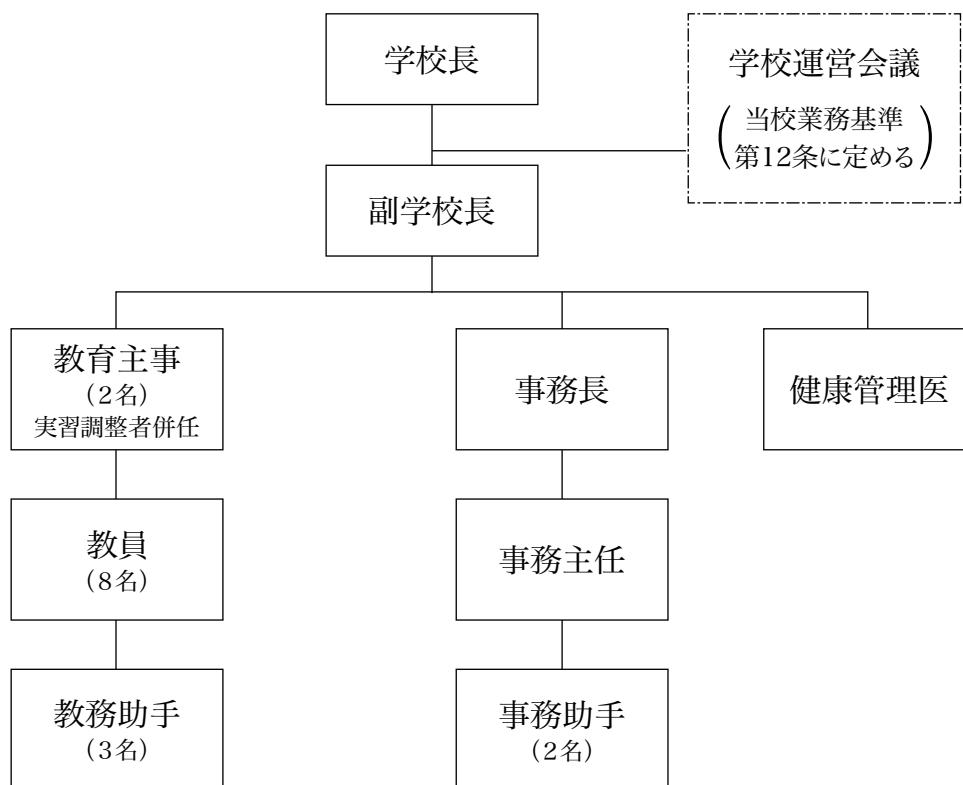 学校長
学校運営会議
(当校業務基準
第12条に定める)
副学校長
教育主事
(2名)
実習調整者併任
事務長
健康管理医
教員
(8名)
事務主任
教務助手
(3名)
事務助手
(2名)